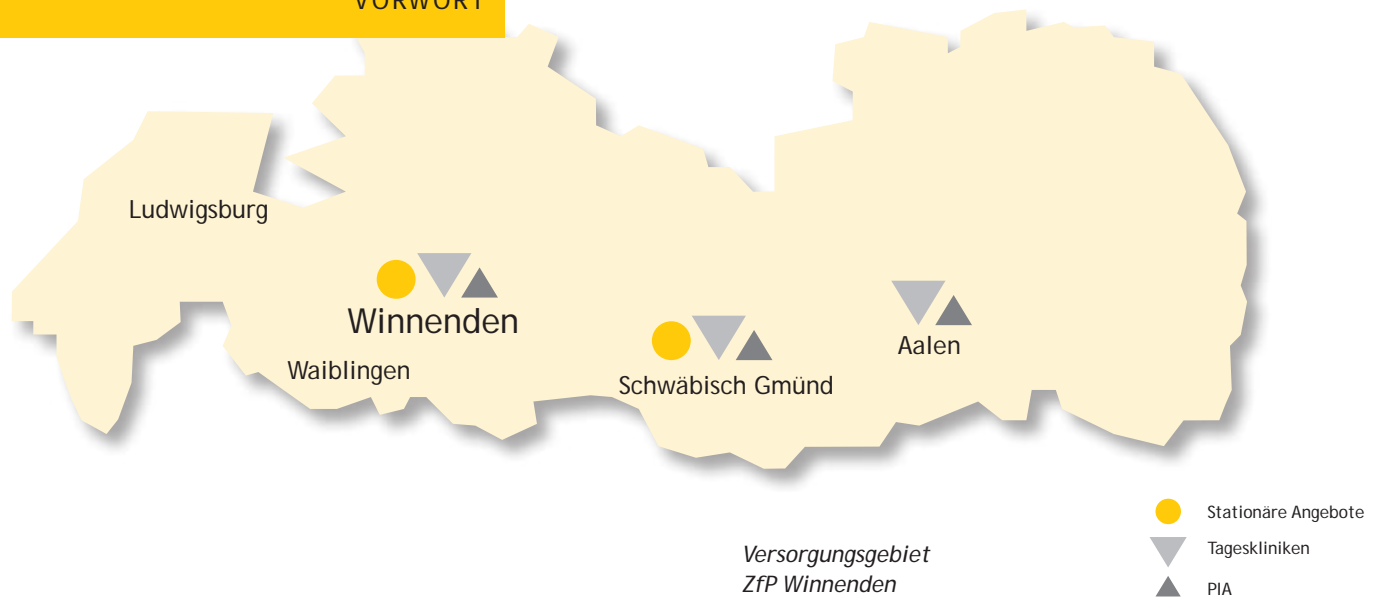 VORWORT
Ludwigsburg
Winnenden
Waiblingen
Schwäbisch Gmünd
Aalen
Stationäre Angebote
Tageskliniken
PIA
Versorgungsgebiet
ZfP Winnenden